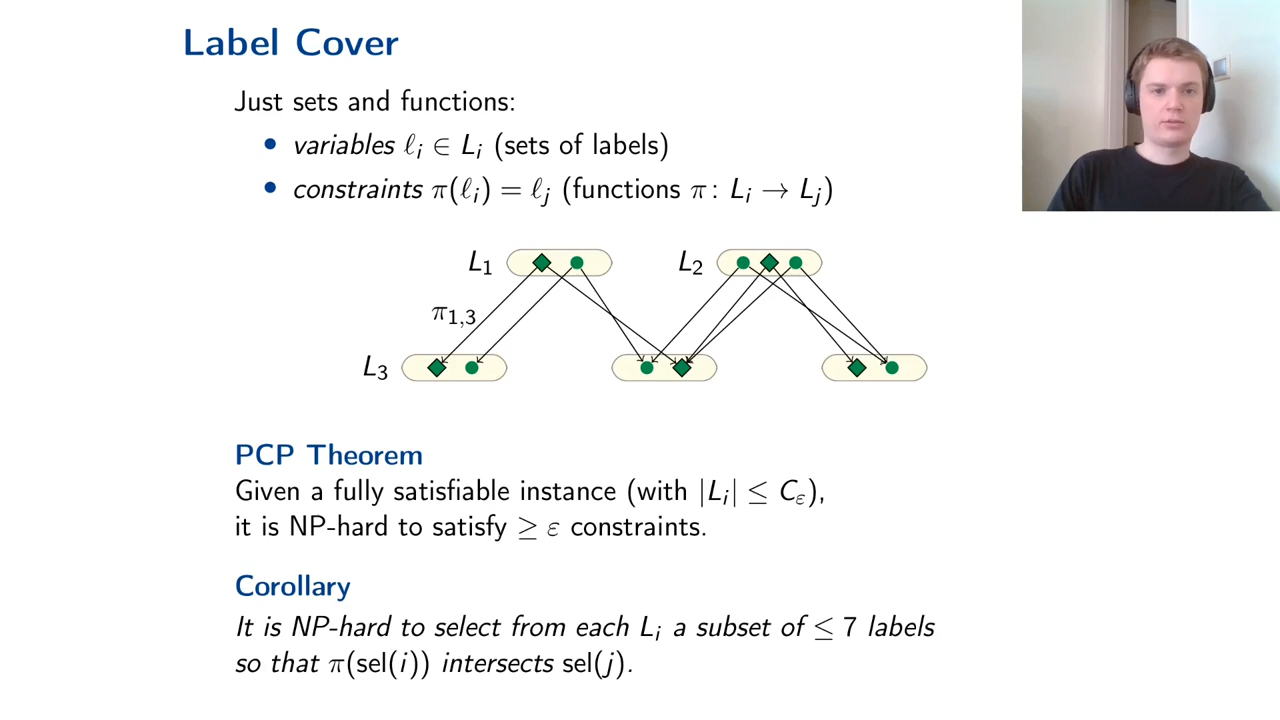 Label Cover
Just sets and functions:
• variables ℓᵢ ∈ Lᵢ (sets of labels)
• constraints π(ℓᵢ) = ℓⱼ (functions π: Lᵢ → Lⱼ)
L₁ L₂
π₁,₃
L₃
PCP Theorem
Given a fully satisfiable instance (with |Lᵢ| ≤ C_ε),
it is NP-hard to satisfy ≥ ε constraints.
Corollary
It is NP-hard to select from each Lᵢ a subset of ≤ 7 labels
so that π(sel(i)) intersects sel(j).